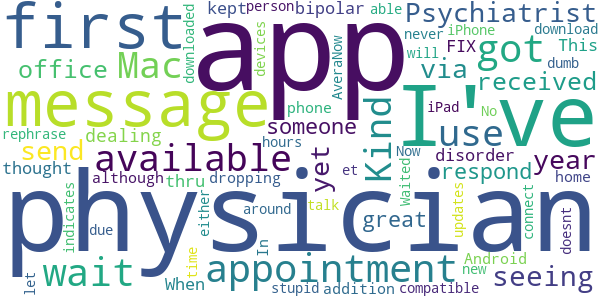 kept person bipolar able
first app Psychiatrist
downloaded devices AveraNow never iPhone download
Mac got via FIX This
office will dumb
message I've
phone received
iPad No
rephrase dealing someone use
send available Kind respond
yet disorder year
thought although thru dropping Now Waited home
physician
hours et
indicates due either around talk great updates connect doesnt
In
wait appointment Android
new seeing
let time When stupid addition compatible